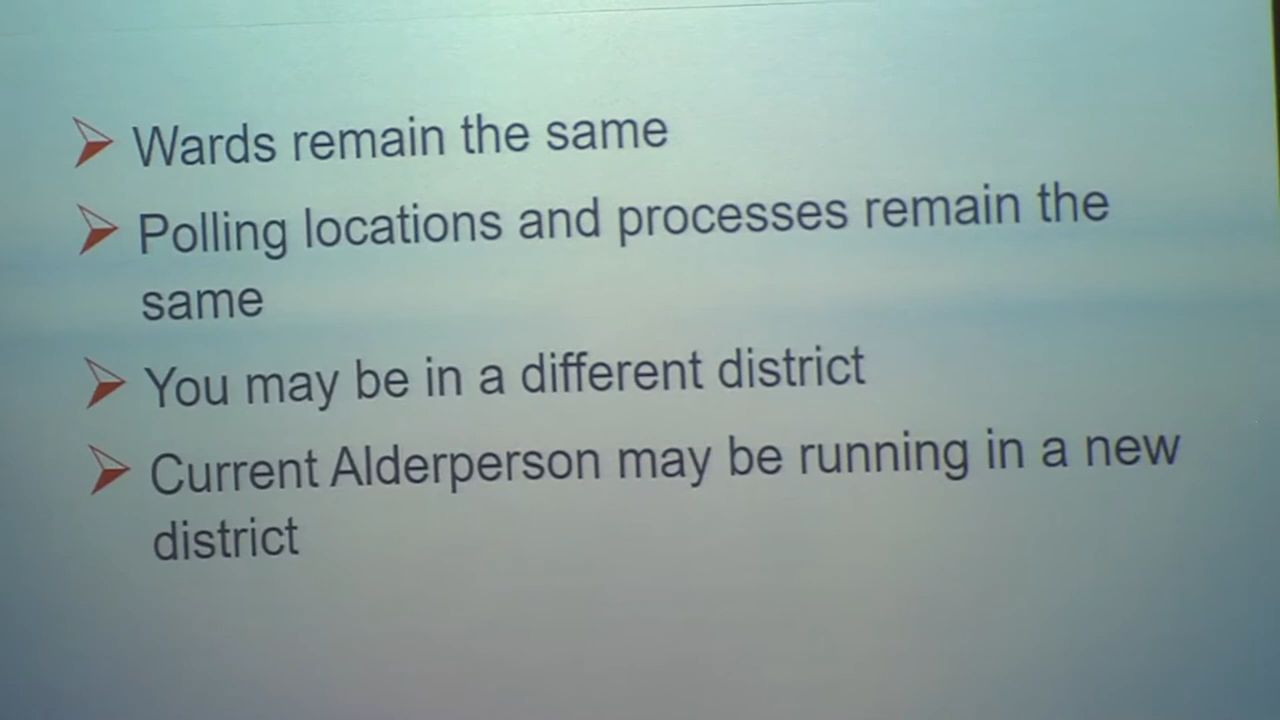 Wards remain the same
Polling locations and processes remain the
same
You may be in a different district
Current Alderperson may be running in a new
district